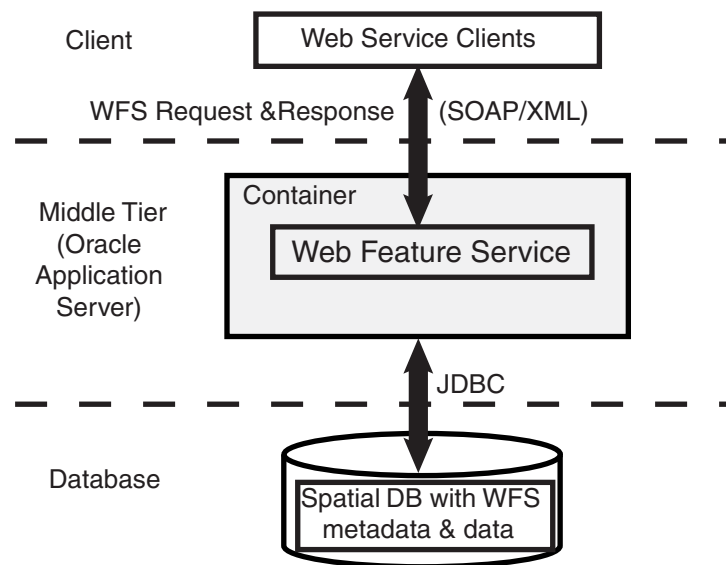 Client
Web Service Clients
WFS Request &Response
(SOAP/XML)
Container
Middle Tier
(Oracle
Application
Server)
Web Feature Service
JDBC
Database
Spatial DB with WFS
metadata & data